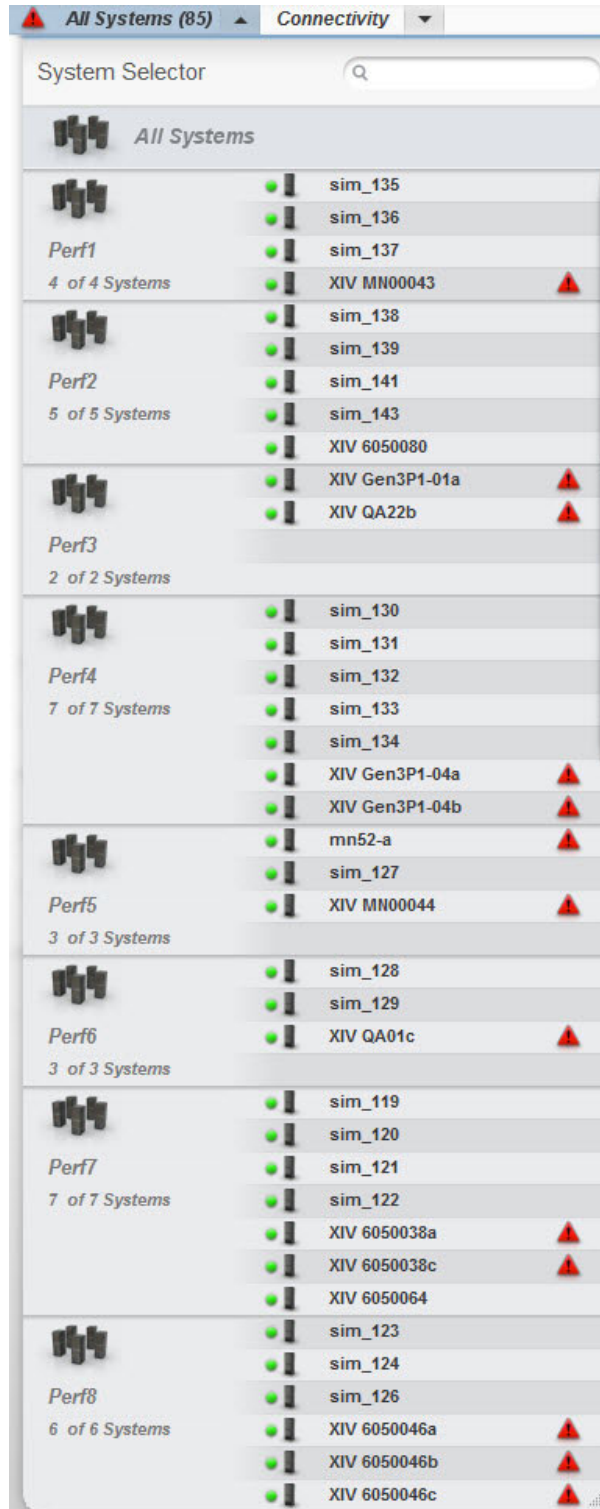 All Systems (85) Connectivity
System Selector
All Systems
sim_135
sim_136
Perf1 sim_137
4 of 4 Systems XIV MN00043
sim_138
sim_139
Perf2 sim_141
5 of 5 Systems sim_143
XIV 6050080
XIV Gen3P1-01a
XIV QA22b
Perf3
2 of 2 Systems
sim_130
sim_131
Perf4 sim_132
7 of 7 Systems sim_133
sim_134
XIV Gen3P1-04a
XIV Gen3P1-04b
mn52-a
sim_127
Perf5 XIV MN00044
3 of 3 Systems
sim_128
sim_129
Perf6 XIV QA01c
3 of 3 Systems
sim_119
sim_120
Perf7 sim_121
7 of 7 Systems sim_122
XIV 6050038a
XIV 6050038c
XIV 6050064
sim_123
sim_124
Perf8 sim_126
6 of 6 Systems XIV 6050046a
XIV 6050046b
XIV 6050046c